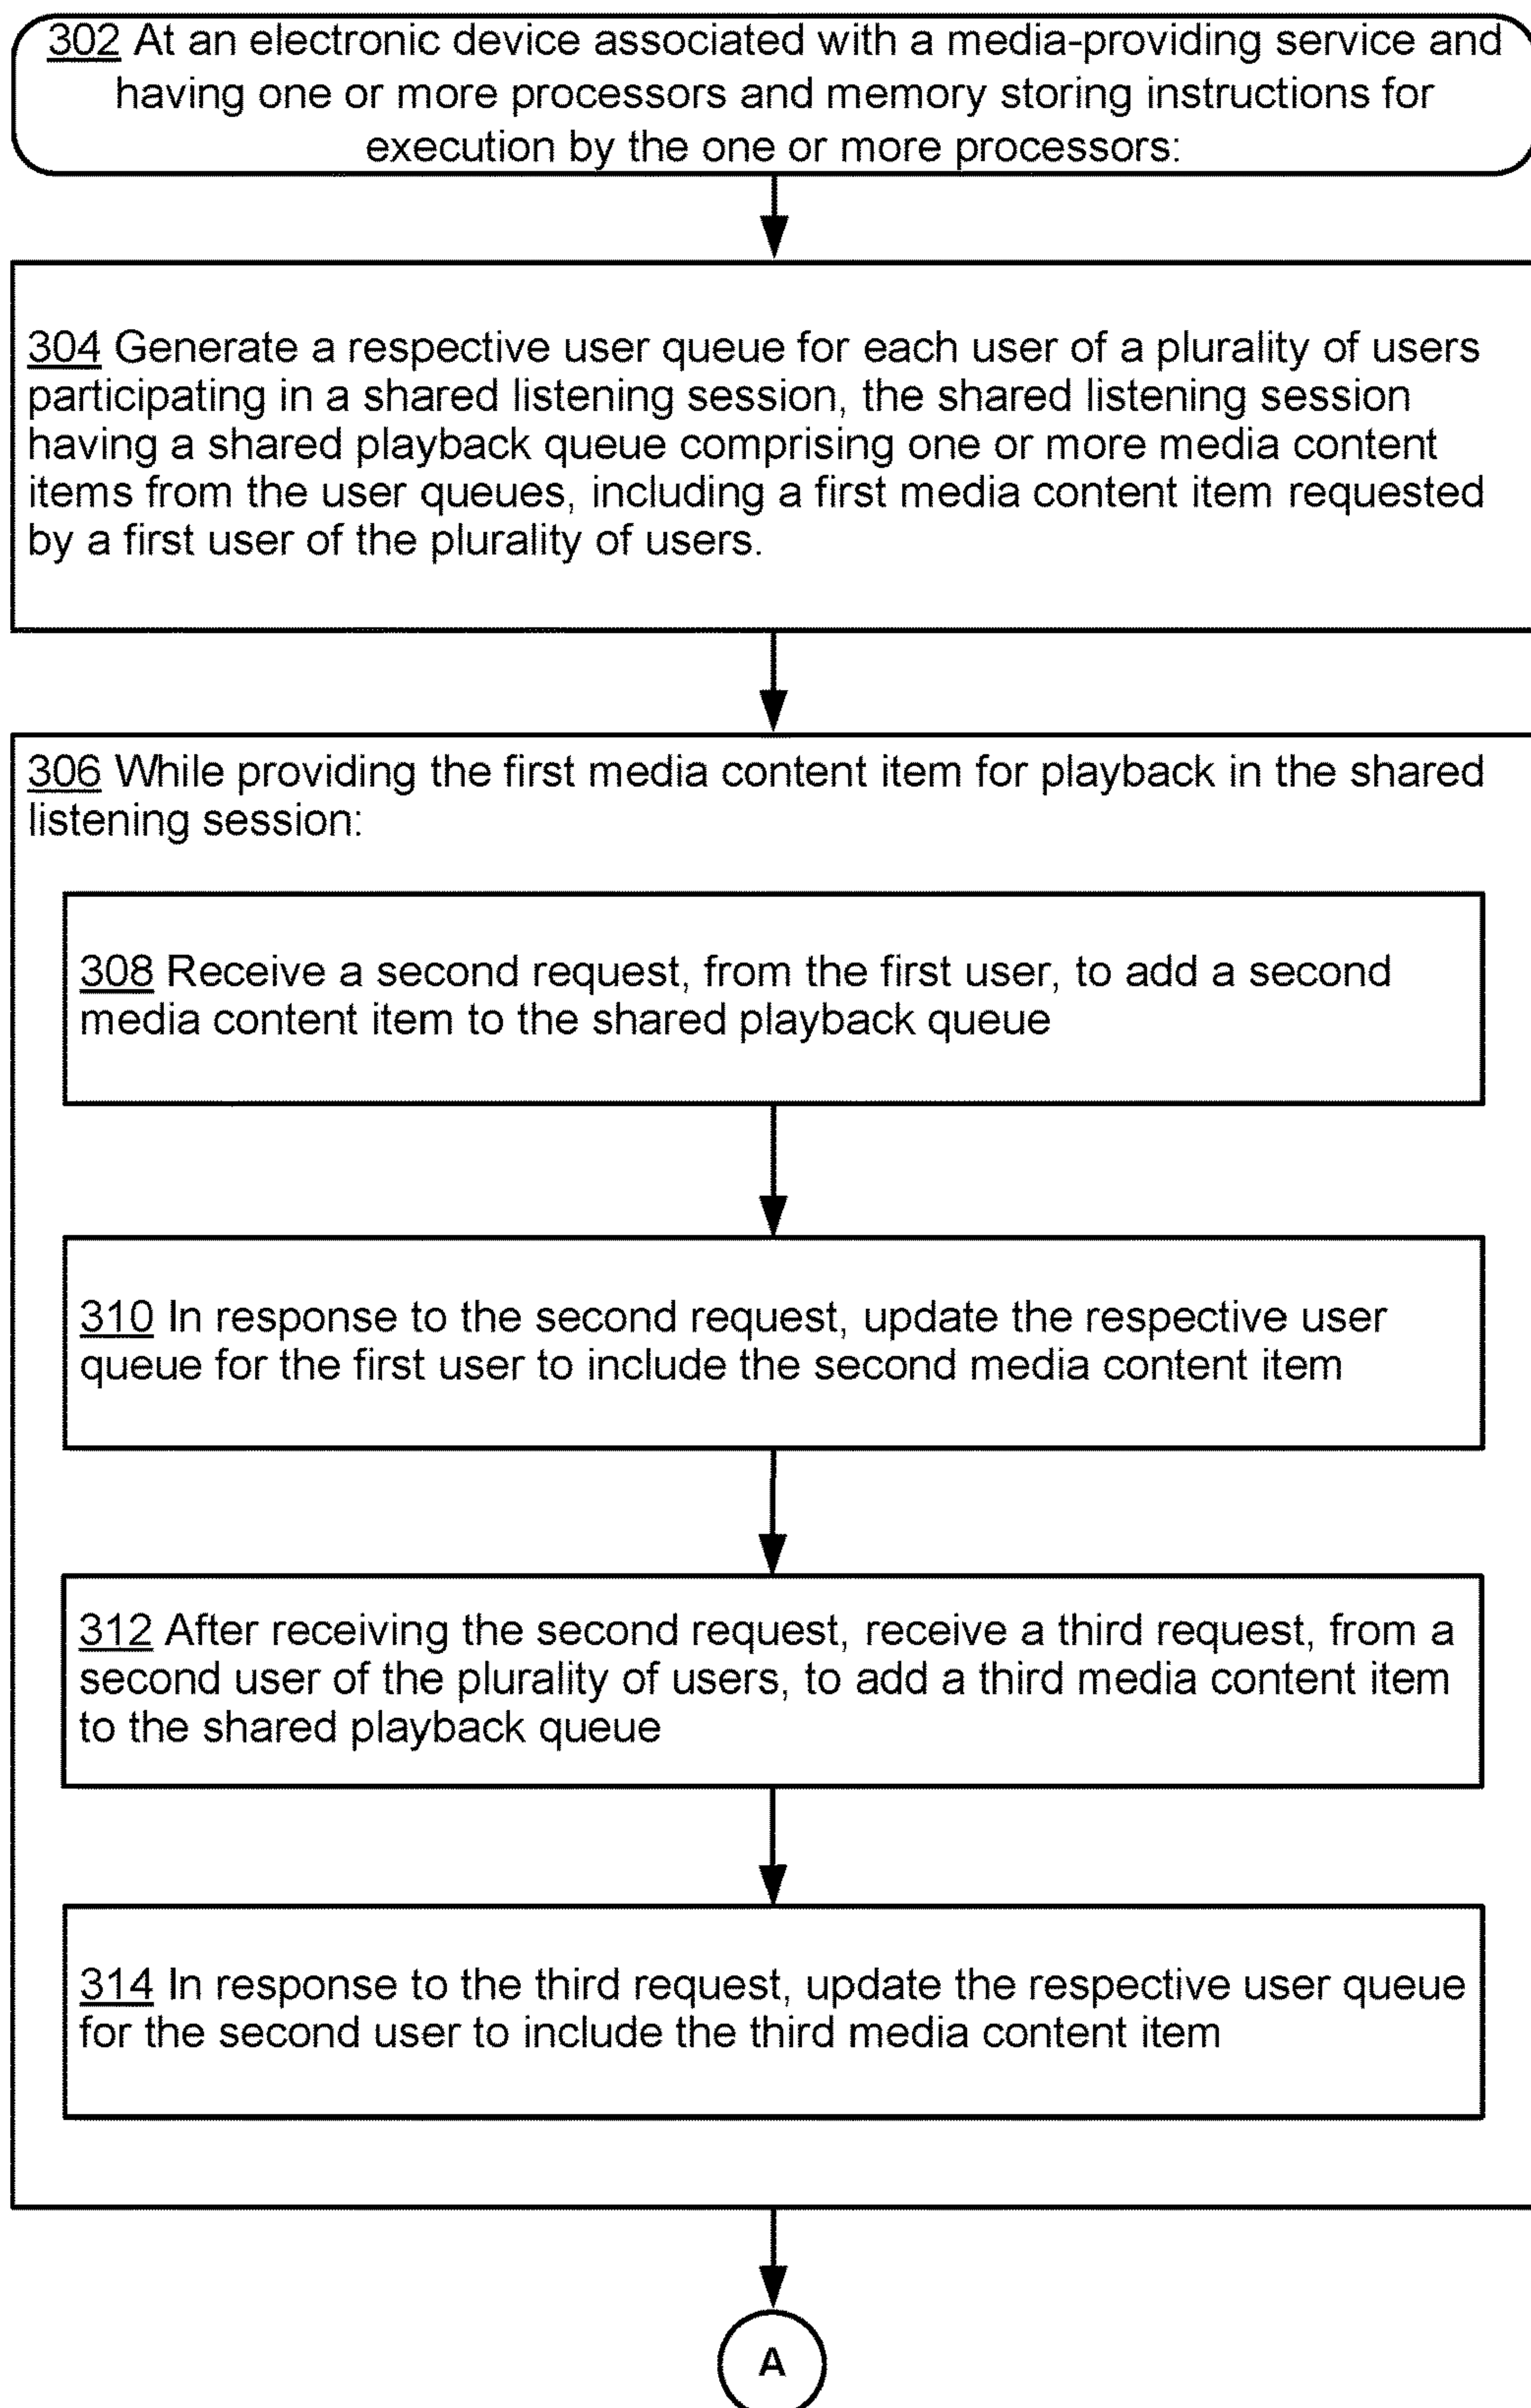 302 At an electronic device associated with a media-providing service and
having one or more processors and memory storing instructions for
execution by the one or more processors:
304 Generate a respective user queue for each user of a plurality of users
participating in a shared listening session, the shared listening session
having a shared playback queue comprising one or more media content
items from the user queues, including a first media content item requested
by a first user of the plurality of users.
306 While providing the first media content item for playback in the shared
listening session:
308 Receive a second request, from the first user, to add a second
media content item to the shared playback queue
310 In response to the second request, update the respective user
queue for the first user to include the second media content item
312 After receiving the second request, receive a third request, from a
second user of the plurality of users, to add a third media content item
to the shared playback queue
314 In response to the third request, update the respective user queue
for the second user to include the third media content item
A